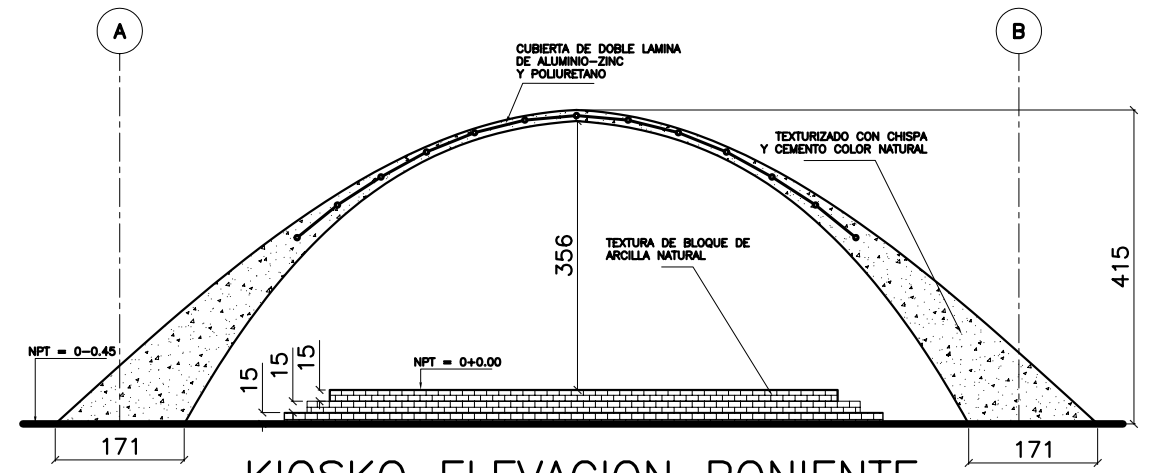 A
B
CUBIERTA DE DOBLE LAMINA
DE ALUMINIO-ZINC
Y POLIURETANO
TEXTURIZADO CON CHISPA
Y CEMENTO COLOR NATURAL
356
TEXTURA DE BLOQUE DE
ARCILLA NATURAL
415
NPT = 0-0.45
15
15
15
NPT = 0+0.00
171
171
KIOSKO ELEVACION PONIENTE